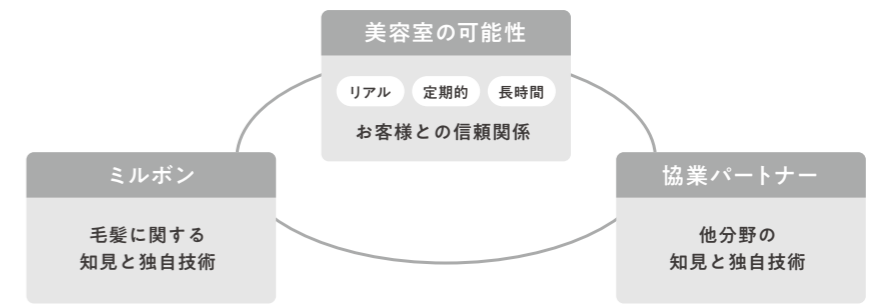 美容室の可能性
リアル 定期的 長時間
お客様との信頼関係
ミルボン
毛髪に関する
知見と独自技術
協業パートナー
他分野の
知見と独自技術